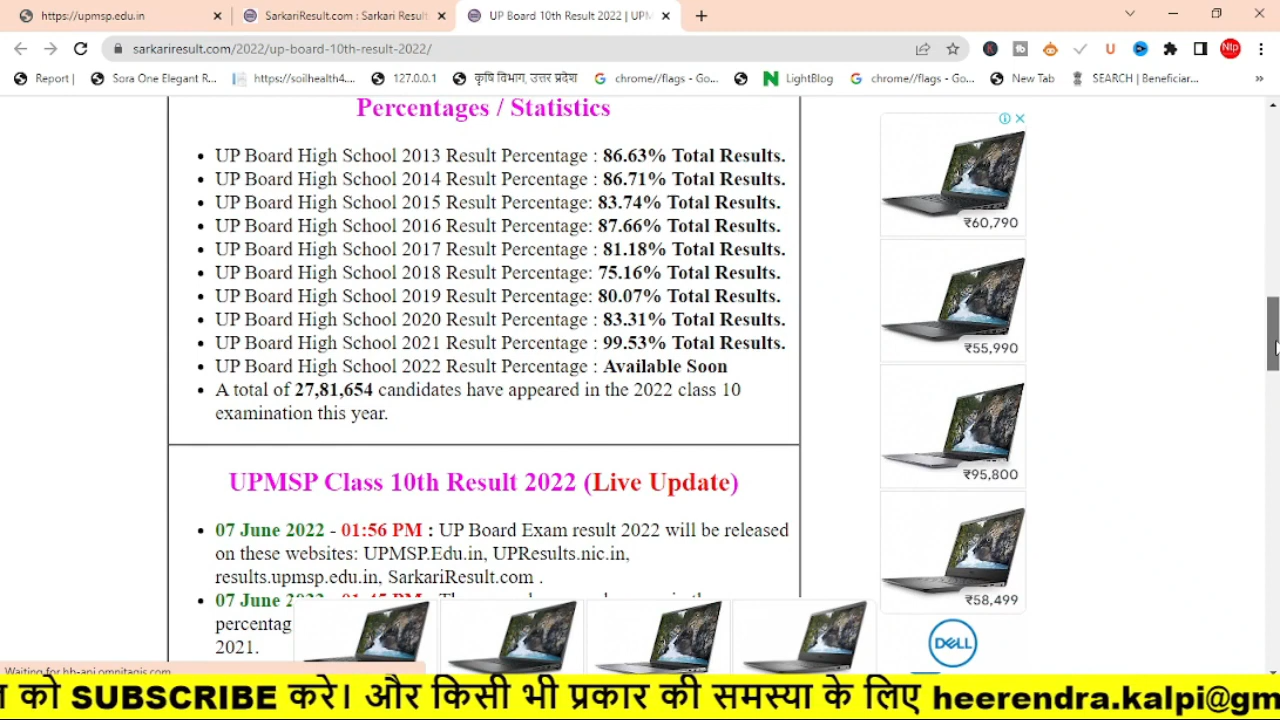 https://upmsp.edu.in
SarkariResult.com : Sarkari Result
UP Board 10th Result 2022 | UPM
sarkariresult.com/2022/up-board-10th-result-2022/
Nlp
Report |
Sora One Elegant R...
https://soilhealth4....
127.0.0.1
कृषि विभाग, उत्तर प्रदेश
chrome//flags - Go...
LightBlog
chrome//flags - Go...
New Tab
SEARCH | Beneficiar...
Percentages / Statistics
UP Board High School 2013 Result Percentage : 86.63% Total Results.
UP Board High School 2014 Result Percentage : 86.71% Total Results.
UP Board High School 2015 Result Percentage: 83.74% Total Results.
UP Board High School 2016 Result Percentage: 87.66% Total Results.
UP Board High School 2017 Result Percentage : 81.18% Total Results.
UP Board High School 2018 Result Percentage: 75.16% Total Results.
UP Board High School 2019 Result Percentage: 80.07% Total Results.
UP Board High School 2020 Result Percentage : 83.31% Total Results.
UP Board High School 2021 Result Percentage : 99.53% Total Results.
UP Board High School 2022 Result Percentage : Available Soon
A total of 27,81,654 candidates have appeared in the 2022 class 10
examination this year.
UPMSP Class 10th Result 2022 (Live Update)
07 June 2022 - 01:56 PM : UP Board Exam result 2022 will be released
on these websites: UPMSP.Edu.in, UPResults.nic.in,
results.upmsp.edu.in, SarkariResult.com .
07 June
percentag
2021.
₹60,790
₹55,990
₹95,800
₹58,499
DELL
Waiting for hb-api.omnitagjs.com
को SUBSCRIBE करे। और किसी भी प्रकार की समस्या के लिए heerendra.kalpi@gm